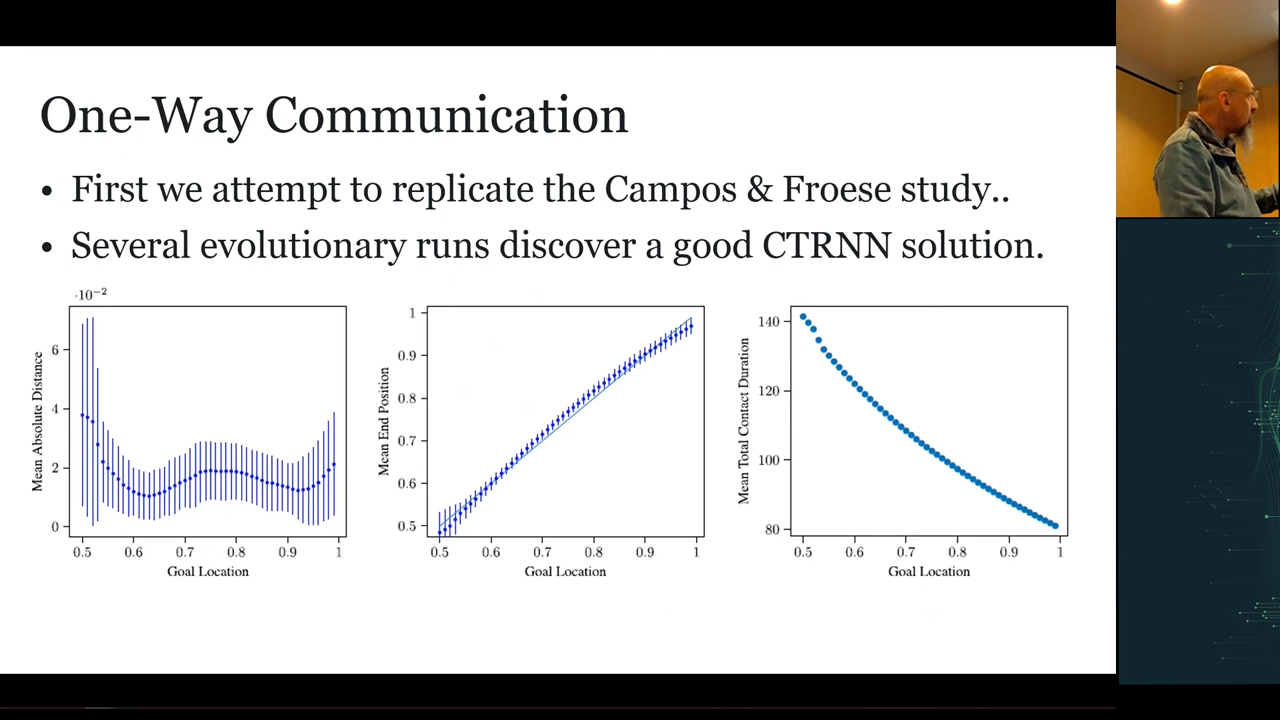 One-Way Communication
• First we attempt to replicate the Campos & Froese study..
• Several evolutionary runs discover a good CTRNN solution.
·10−2
6
4
2
0
Mean Absolute Distance
0.5 0.6 0.7 0.8 0.9 1
Goal Location
1
0.9
0.8
0.7
0.6
0.5
Mean End Position
0.5 0.6 0.7 0.8 0.9 1
Goal Location
140
120
100
80
Mean Total Contact Duration
0.5 0.6 0.7 0.8 0.9 1
Goal Location